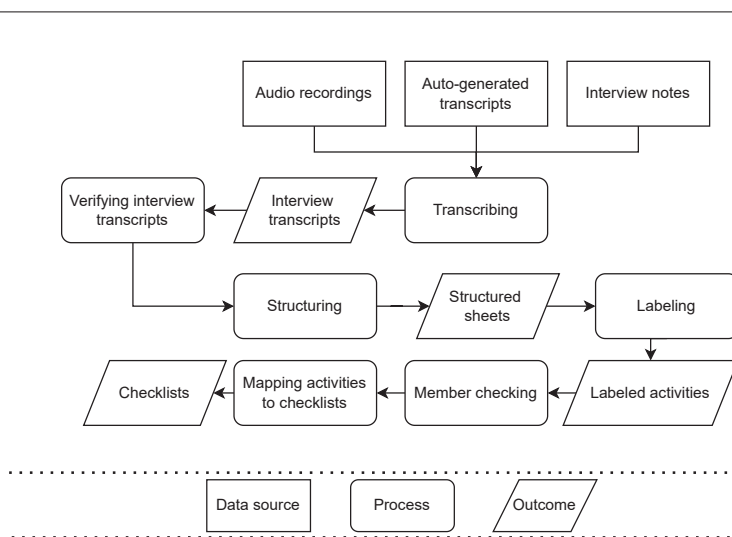 Audio recordings
Auto-generated
transcripts
Interview notes
Verifying interview
transcripts
Interview
transcripts
Transcribing
Structuring
Structured
sheets
Labeling
Checklists
Mapping activities
to checklists
Member checking
Labeled activities
Data source
Process
Outcome